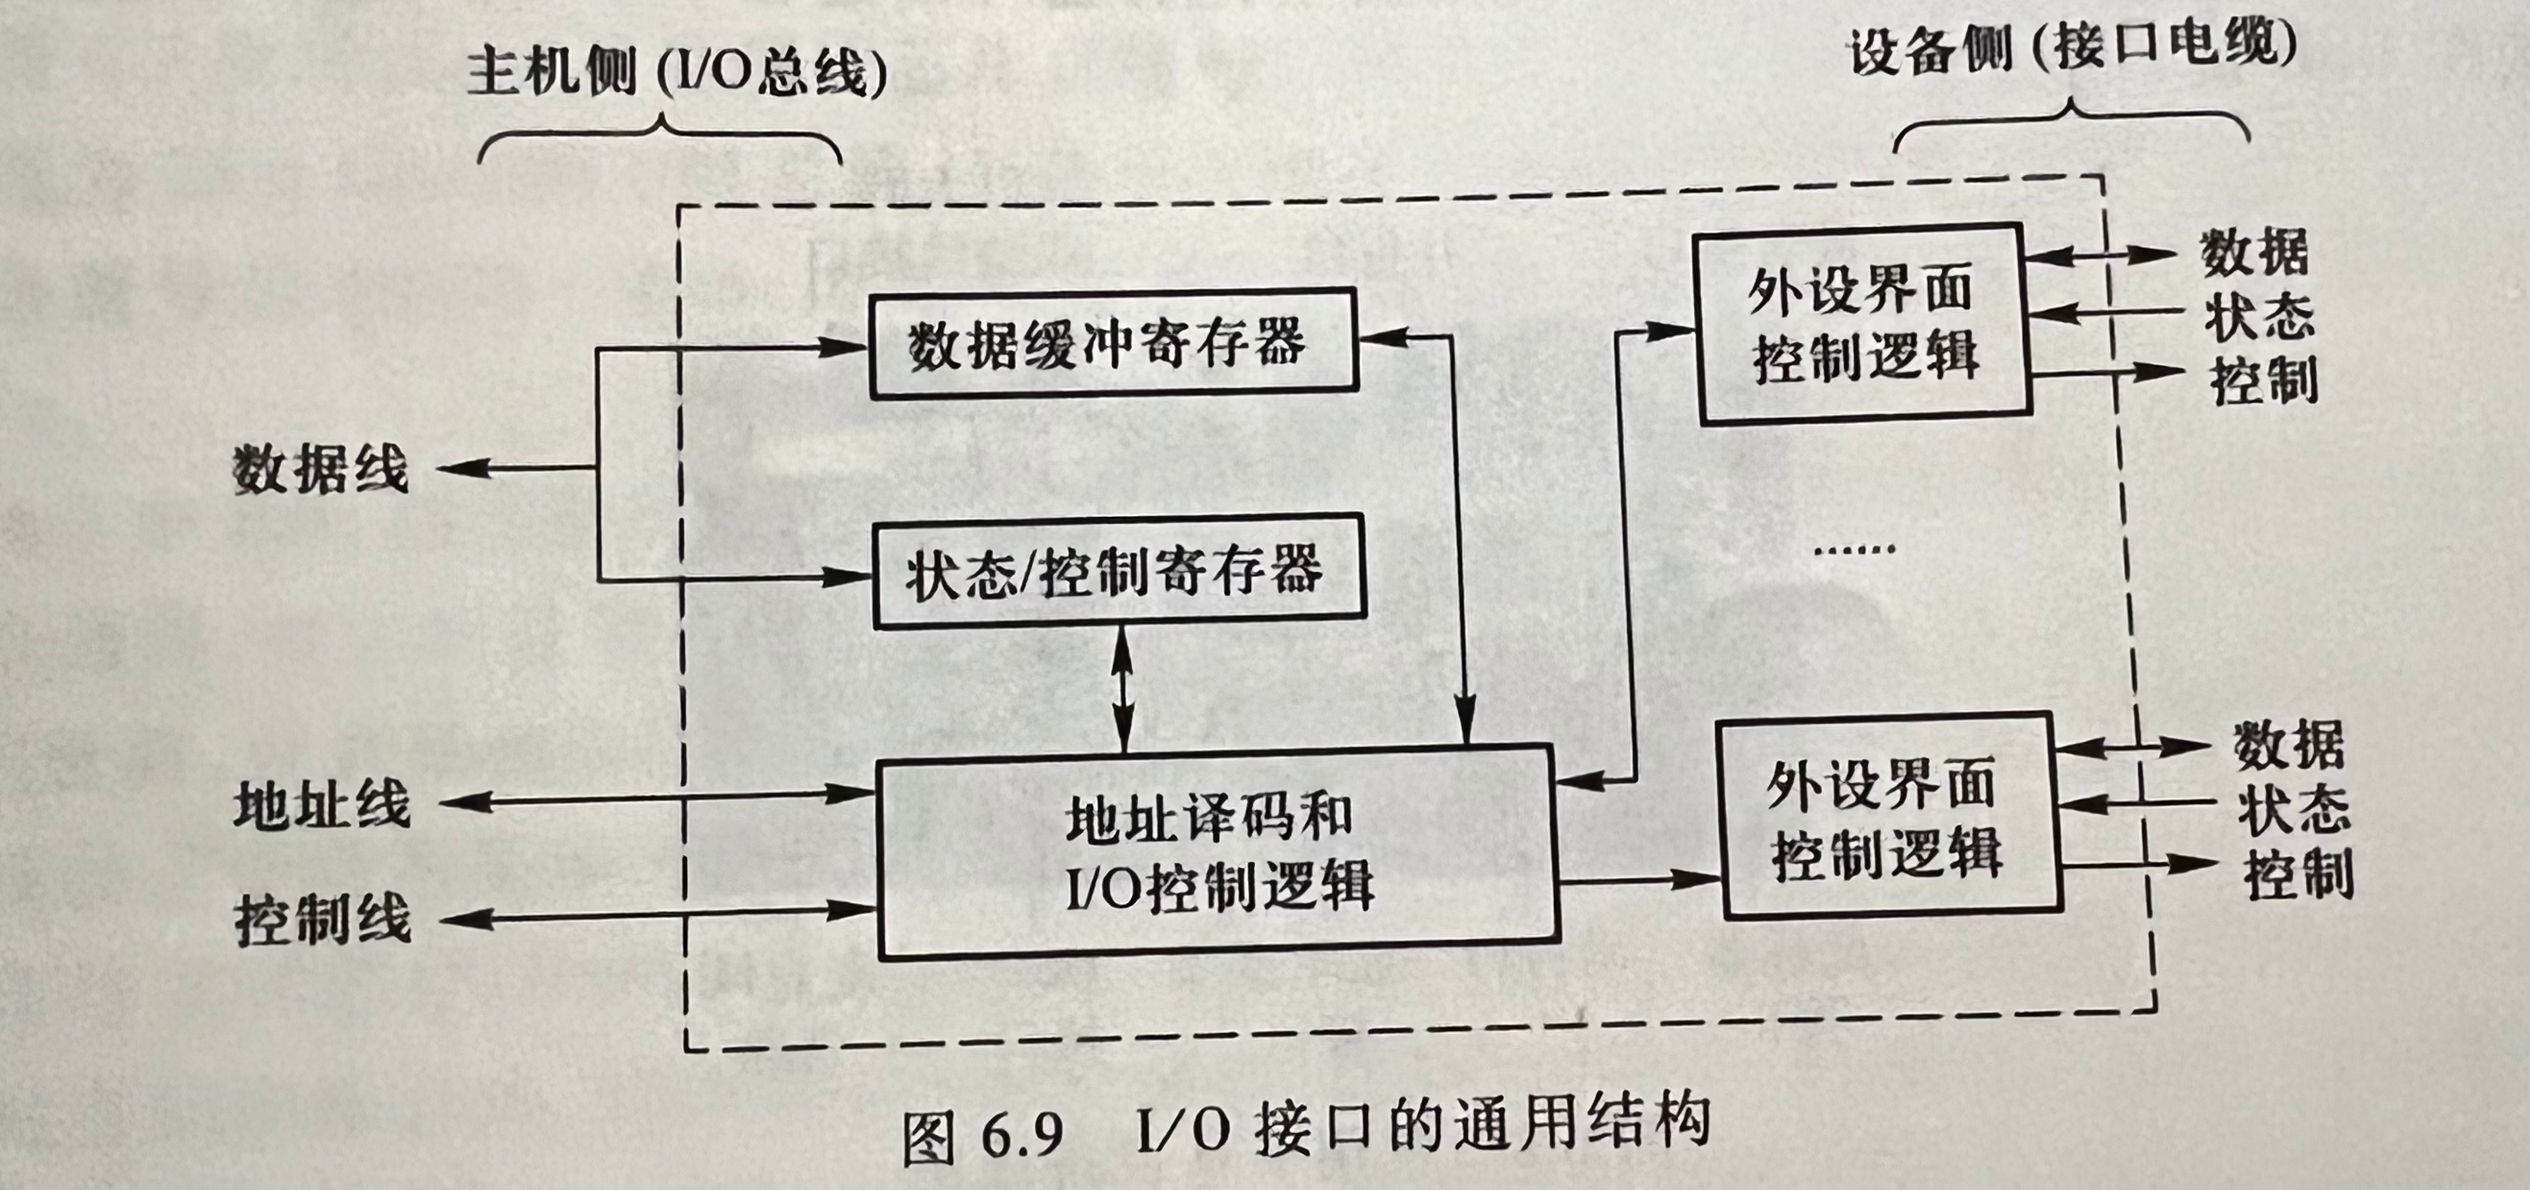 主机侧 (I/O总线)
设备侧 (接口电缆)
数据缓冲寄存器
外设界面
控制逻辑
数据
状态
控制
数据线
状态/控制寄存器
······
地址线
控制线
地址译码和
I/O控制逻辑
外设界面
控制逻辑
数据
状态
控制
图 6.9 I/O 接口的通用结构